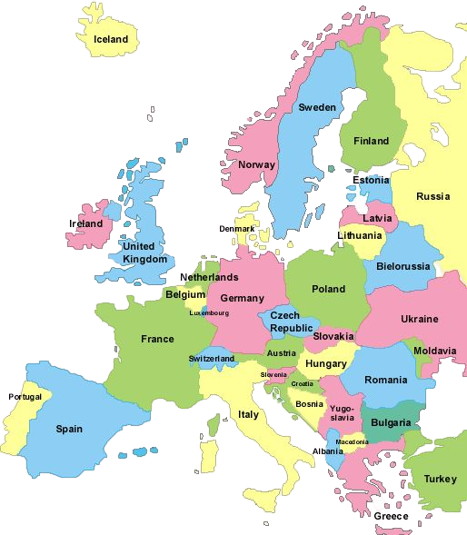 Iceland
Sweden
Finland
Norway
Estonia
Russia
Latvia
Ireland
Denmark
Lithuania
United
Kingdom
Bielorussia
Netherlands
Poland
Belgium
Germany
Luxembourg
Czech
Republic
Ukraine
France
Slovakia
Moldavia
Austria
Switzerland
Hungary
Slovenia
Romania
Croatia
Portugal
Bosnia
Yugo-
slavia
Italy
Bulgaria
Spain
Macedonia
Albania
Turkey
Greece